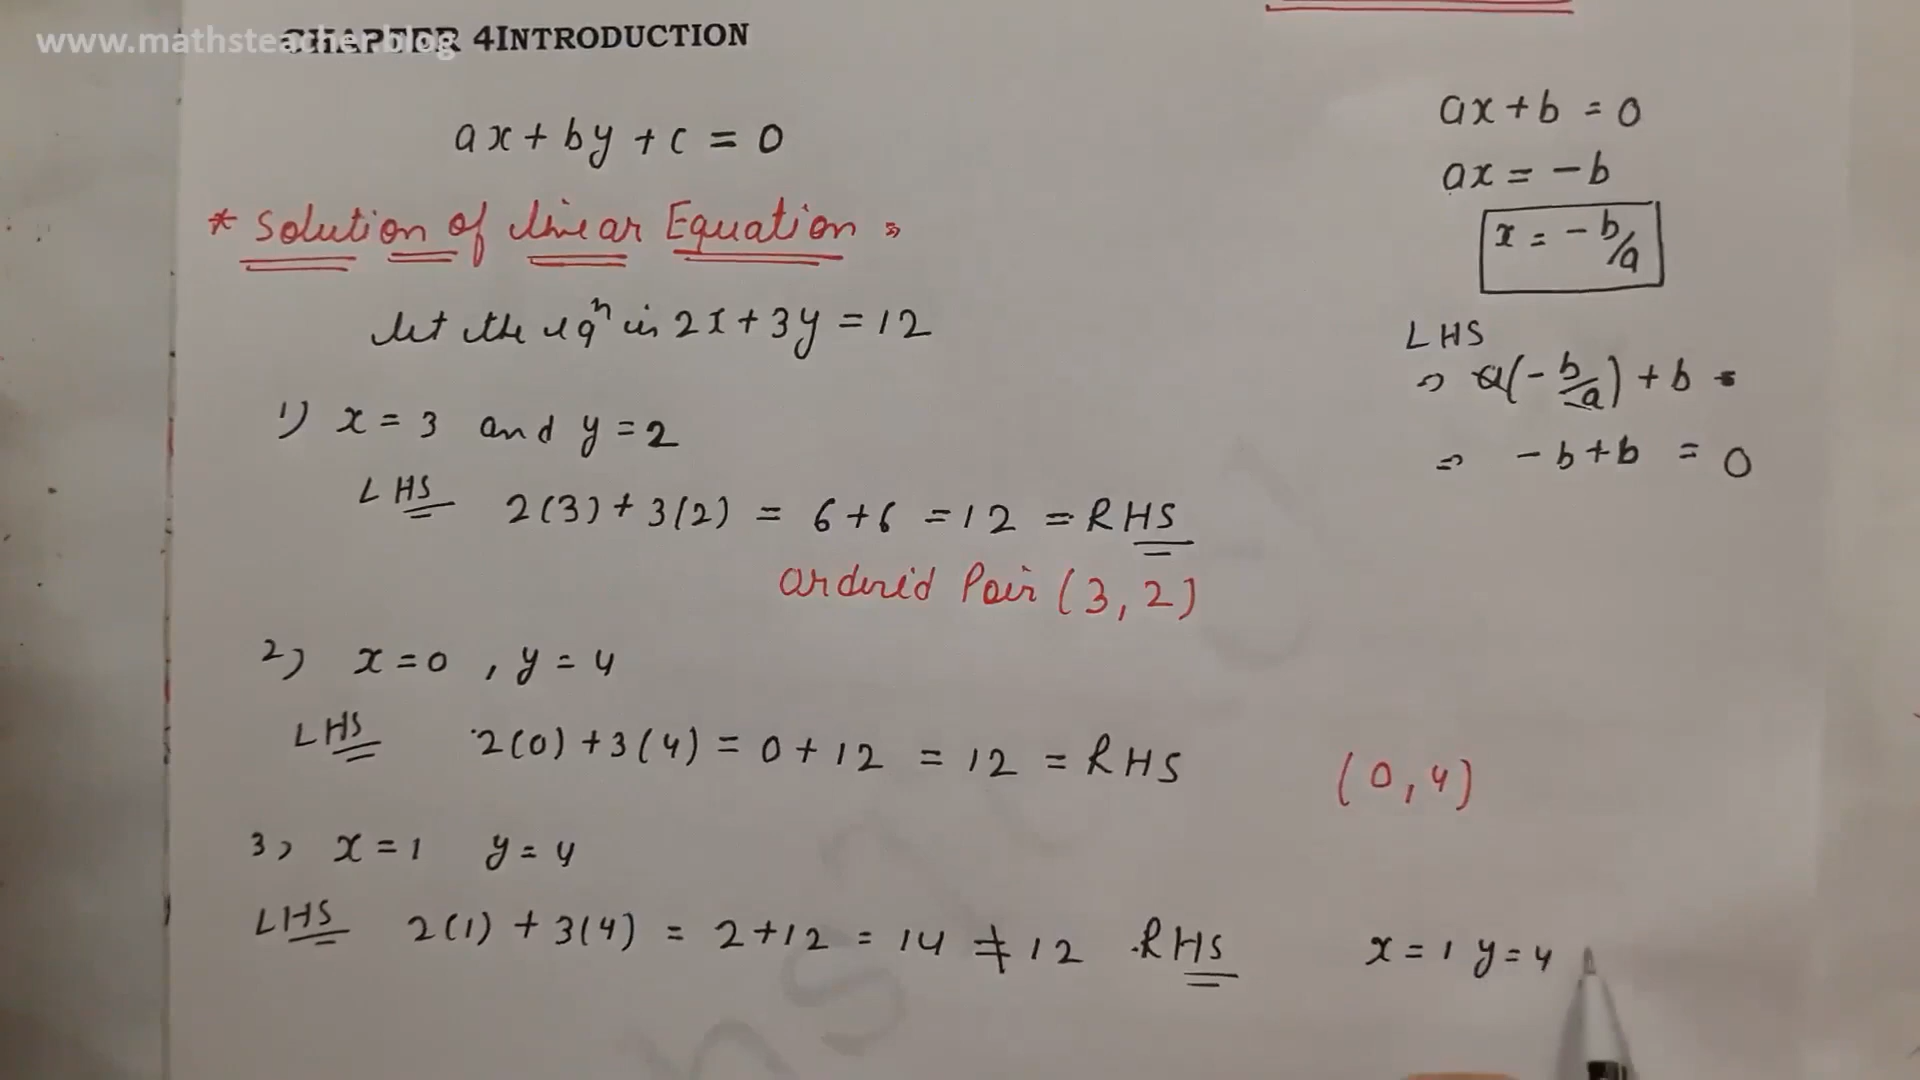 www.mathsteacher.blog
CHAPTER 4INTRODUCTION
ax + by + c = 0
* Solution of linear Equation ⇒
let the eqⁿ is 2x + 3y = 12
1) x = 3 and y = 2
LHS 2(3) + 3(2) = 6 + 6 = 12 = RHS
ordered Pair (3, 2)
2) x = 0 , y = 4
LHS 2(0) + 3(4) = 0 + 12 = 12 = RHS (0, 4)
3) x = 1 y = 4
LHS 2(1) + 3(4) = 2 + 12 = 14 ≠ 12 RHS x = 1 y = 4
ax + b = 0
ax = -b
x = -b/a
LHS
⇒ a(-b/a) + b =
⇒ -b + b = 0